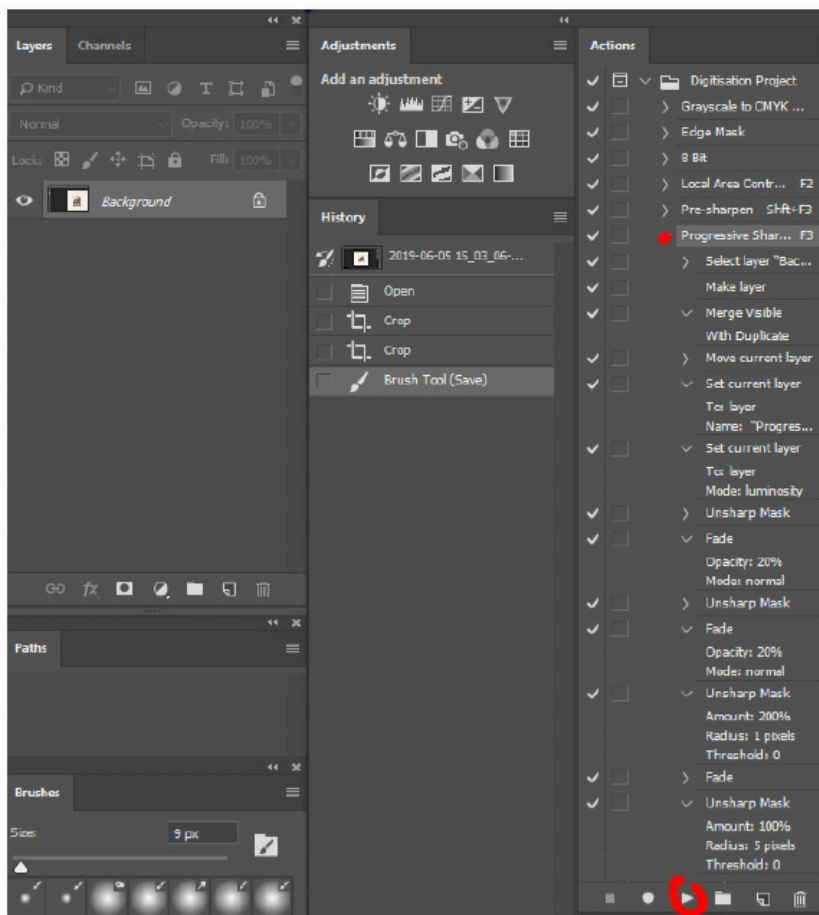 Layers Channels
Kind
Normal Opacity: 100%
Lock: Fill: 100%
Background
Paths
Brushes
Size: 9 px
Adjustments
Add an adjustment
History
2019-06-05 15_03_06-...
Open
Crop
Crop
Brush Tool (Save)
Actions
Digitisation Project
Grayscale to CMYK ...
Edge Mask
8 Bit
Local Area Contr... F2
Pre-sharpen Shft+F3
Progressive Shar... F3
Select layer "Bac...
Make layer
Merge Visible
With Duplicate
Move current layer
Set current layer
To: layer
Name: "Progres...
Set current layer
To: layer
Mode: luminosity
Unsharp Mask
Fade
Opacity: 20%
Mode: normal
Unsharp Mask
Fade
Opacity: 20%
Mode: normal
Unsharp Mask
Amount: 200%
Radius: 1 pixels
Threshold: 0
Fade
Unsharp Mask
Amount: 100%
Radius: 5 pixels
Threshold: 0